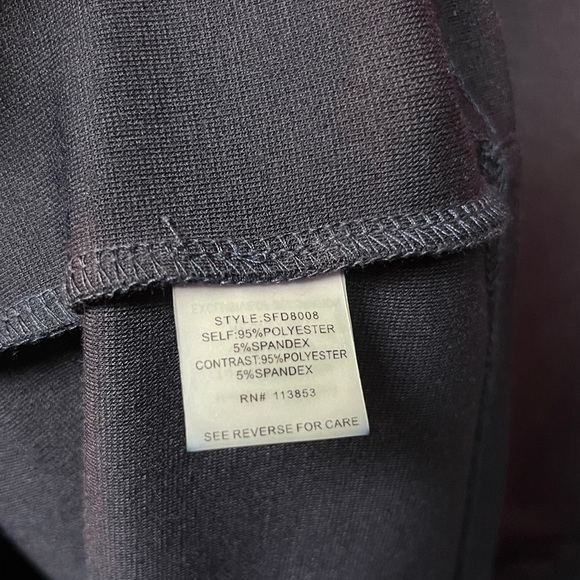 STYLE:SFD8008
SELF:95%POLYESTER
5%SPANDEX
CONTRAST:95%POLYESTER
5%SPANDEX
RN# 113853
SEE REVERSE FOR CARE